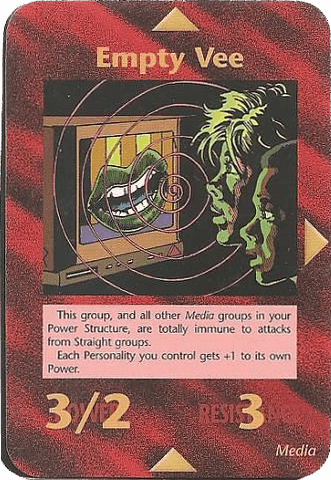 Empty Vee
This group, and all other Media groups in your
Power Structure, are totally immune to attacks
from Straight groups.
Each Personality you control gets +1 to its own
Power.
3/2 3
Media